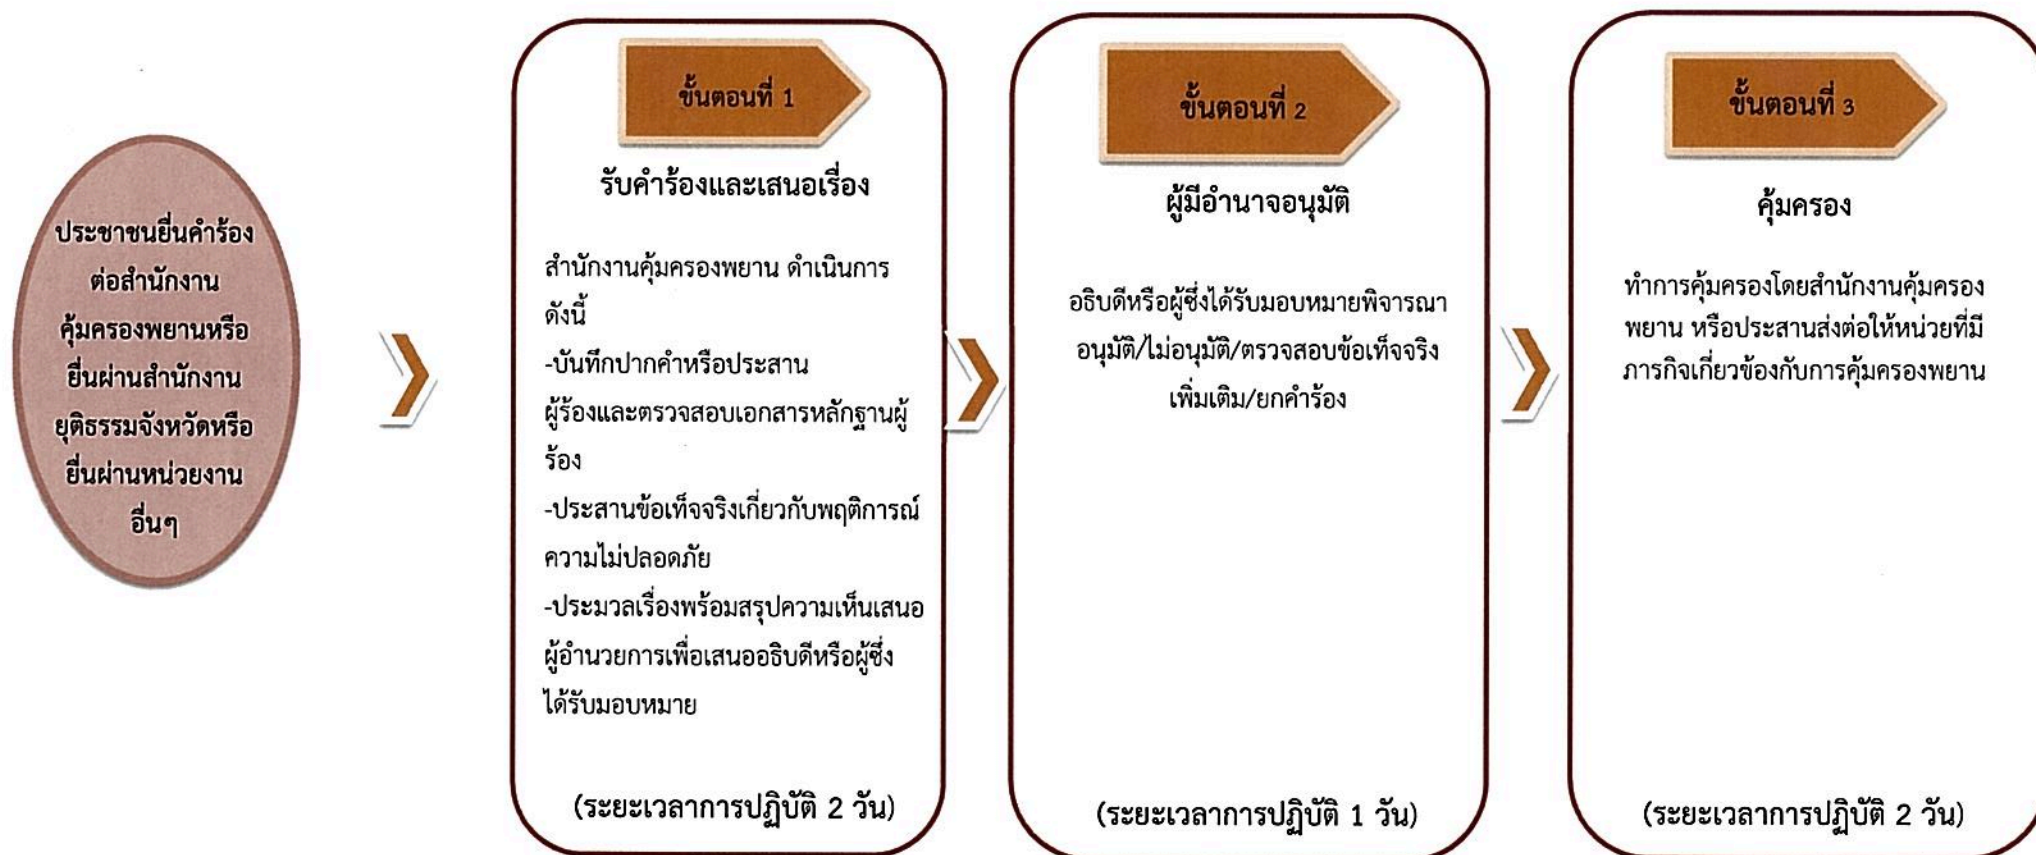 ประชาชนยื่นคำร้อง
ต่อสำนักงาน
คุ้มครองพยานหรือ
ยื่นผ่านสำนักงาน
ยุติธรรมจังหวัดหรือ
ยื่นผ่านหน่วยงาน
อื่นๆ
ขั้นตอนที่ 1
รับคำร้องและเสนอเรื่อง
สำนักงานคุ้มครองพยาน ดำเนินการ
ดังนี้
-บันทึกปากคำหรือประสาน
ผู้ร้องและตรวจสอบเอกสารหลักฐานผู้
ร้อง
-ประสานข้อเท็จจริงเกี่ยวกับพฤติการณ์
ความไม่ปลอดภัย
-ประมวลเรื่องพร้อมสรุปความเห็นเสนอ
ผู้อำนวยการเพื่อเสนออธิบดีหรือผู้ซึ่ง
ได้รับมอบหมาย
(ระยะเวลาการปฏิบัติ 2 วัน)
ขั้นตอนที่ 2
ผู้มีอำนาจอนุมัติ
อธิบดีหรือผู้ซึ่งได้รับมอบหมายพิจารณา
อนุมัติ/ไม่อนุมัติ/ตรวจสอบข้อเท็จจริง
เพิ่มเติม/ยกคำร้อง
(ระยะเวลาการปฏิบัติ 1 วัน)
ขั้นตอนที่ 3
คุ้มครอง
ทำการคุ้มครองโดยสำนักงานคุ้มครอง
พยาน หรือประสานส่งต่อให้หน่วยที่มี
ภารกิจเกี่ยวข้องกับการคุ้มครองพยาน
(ระยะเวลาการปฏิบัติ 2 วัน)